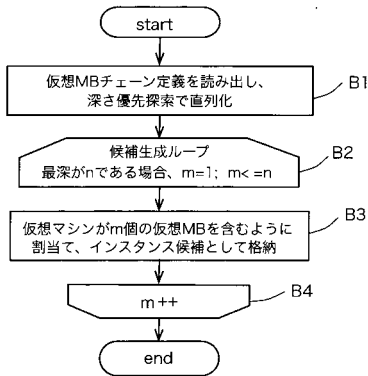 start
仮想MBチェーン定義を読み出し、
深さ優先探索で直列化
B1
候補生成ループ
最深がnである場合、m=1; m<=n
B2
仮想マシンがm個の仮想MBを含むように
割当て、インスタンス候補として格納
B3
m++
B4
end